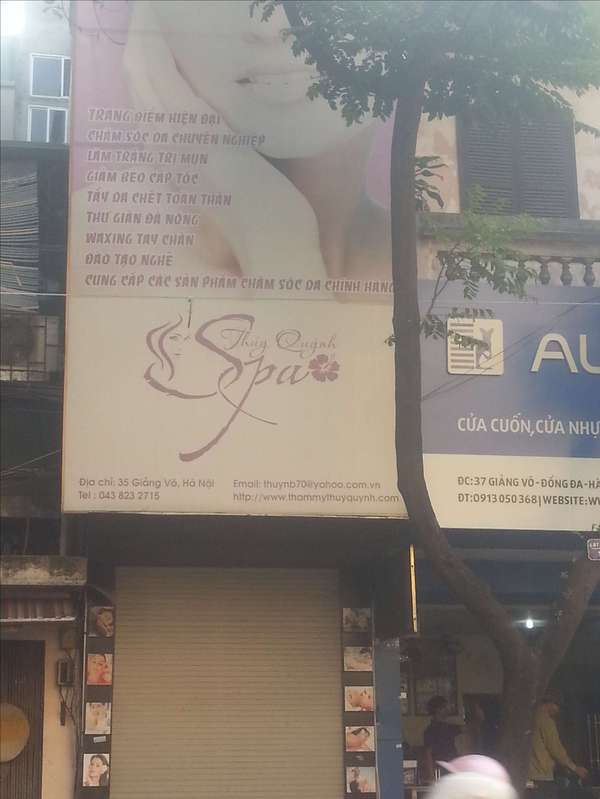 TRANG ĐIỂM HIỆN ĐẠI
CHĂM SÓC DA CHUYÊN NGHIỆP
LÀM TRẮNG TRỊ MỤN
GIẢM BÉO CẤP TỐC
TẨY DA CHẾT TOÀN THÂN
THƯ GIÃN ĐÁ NÓNG
WAXING TAY CHÂN
ĐÀO TẠO NGHỀ
CUNG CẤP CÁC SẢN PHẨM CHĂM SÓC DA CHÍNH HÃNG
Thúy Quỳnh
Spa
Địa chỉ: 35 Giảng Võ, Hà Nội
Tel : 043 823 2715
Email: thuynb70@yahoo.com.vn
http://www.thammythuyquynh.com
CỬA CUỐN,CỬA NHỰ
ĐC:37 GIẢNG VÕ-ĐỐNG ĐA-HÀ
ĐT:0913050368|WEBSITE: